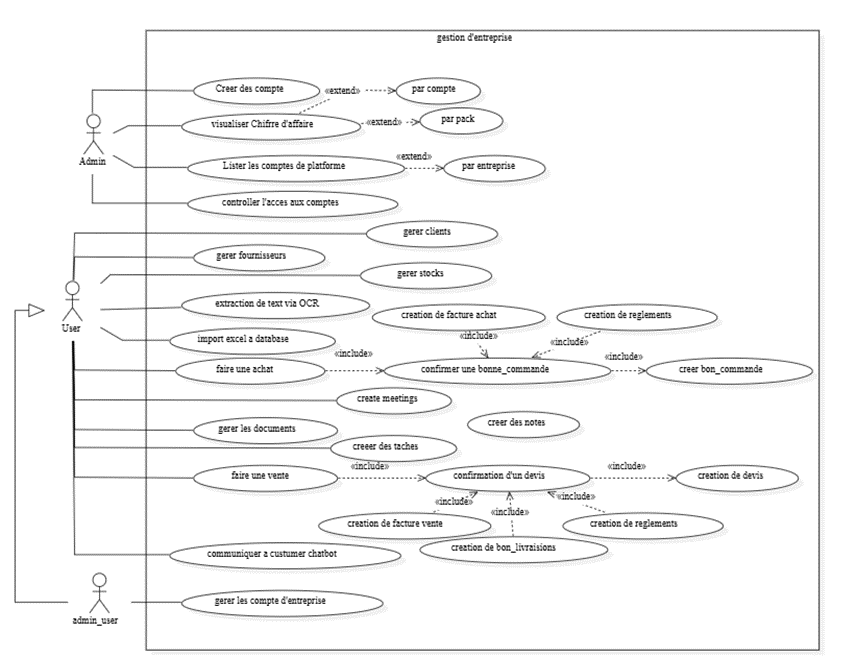 gestion d'entreprise
Creer des compte
«extend»
par compte
visualiser Chifrre d'affaire
«extend»
par pack
Admin
Lister les comptes de platforme
«extend»
par entreprise
controller l'acces aux comptes
gerer clients
gerer fournisseurs
gerer stocks
User
extraction de text via OCR
creation de facture achat
creation de reglements
import excel a database
«include»
«include»
faire une achat
«include»
confirmer une bonne_commande
«include»
creer bon_commande
create meetings
creer des notes
gerer les documents
creeer des taches
faire une vente
«include»
confirmation d'un devis
«include»
creation de devis
«include»
«include»
«include»
creation de facture vente
creation de reglements
creation de bon_livraisions
communiquer a custumer chatbot
admin_user
gerer les compte d'entreprise